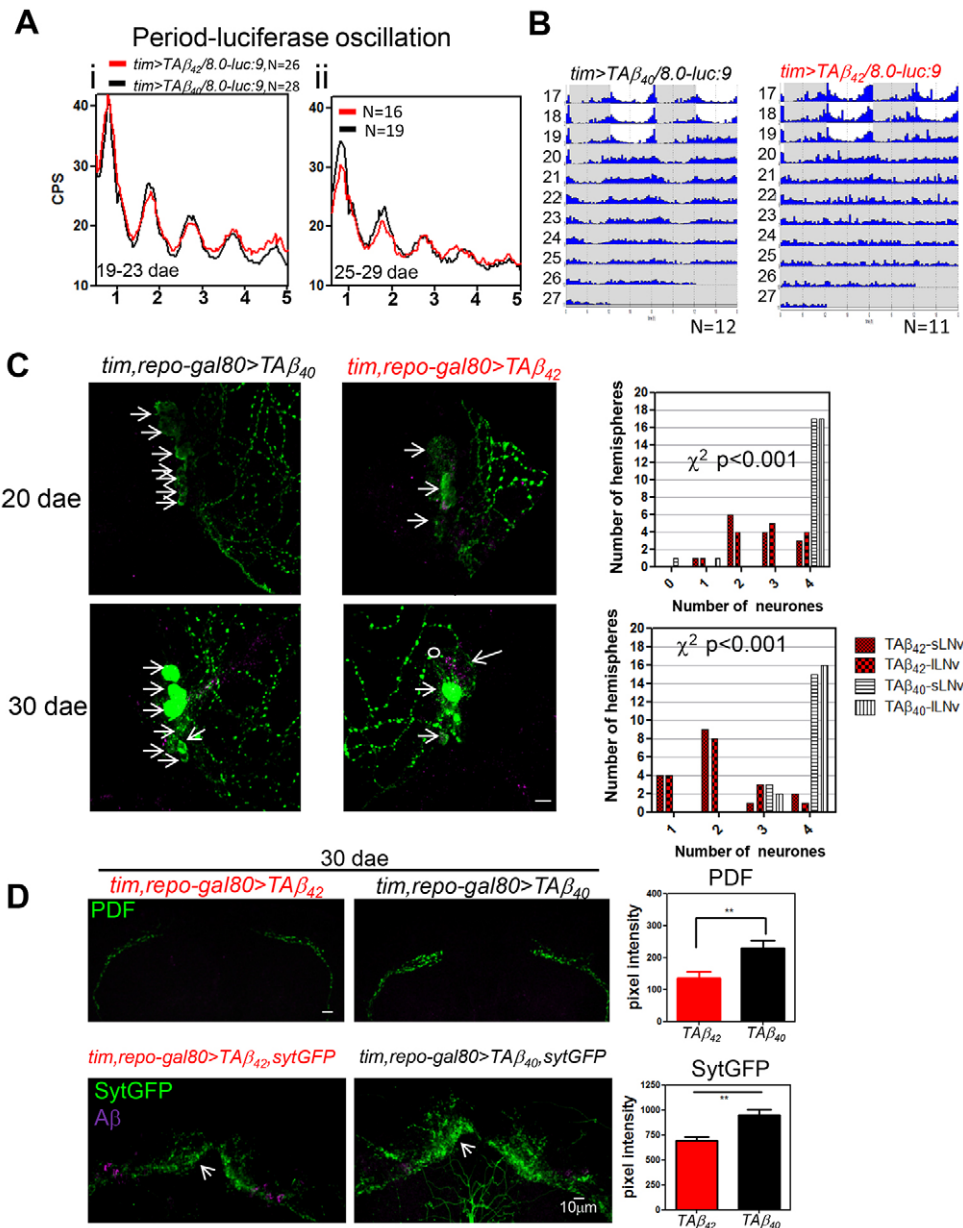 A
Period-luciferase oscillation
i
tim>TAβ42/8.0-luc:9, N=26
tim>TAβ40/8.0-luc:9, N=28
ii
N=16
N=19
CPS
40
30
20
10
40
30
20
10
19-23 dae
25-29 dae
1 2 3 4 5
1 2 3 4 5
B
tim>TAβ40/8.0-luc:9
tim>TAβ42/8.0-luc:9
17
18
19
20
21
22
23
24
25
26
27
17
18
19
20
21
22
23
24
25
26
27
N=12
N=11
C
tim,repo-gal80>TAβ40
tim,repo-gal80>TAβ42
20 dae
30 dae
Number of hemispheres
20
18
16
14
12
10
8
6
4
2
0
χ2 p<0.001
0 1 2 3 4
Number of neurones
Number of hemispheres
20
18
16
14
12
10
8
6
4
2
0
χ2 p<0.001
1 2 3 4
Number of neurones
TAβ42-sLNv
TAβ42-lLNv
TAβ40-sLNv
TAβ40-lLNv
D
30 dae
tim,repo-gal80>TAβ42
tim,repo-gal80>TAβ40
PDF
PDF
pixel intensity
400
300
200
100
0
**
TAβ42 TAβ40
tim,repo-gal80>TAβ42,sytGFP
tim,repo-gal80>TAβ40,sytGFP
SytGFP
Aβ
10μm
SytGFP
pixel intensity
1250
1000
750
500
250
0
**
TAβ42 TAβ40